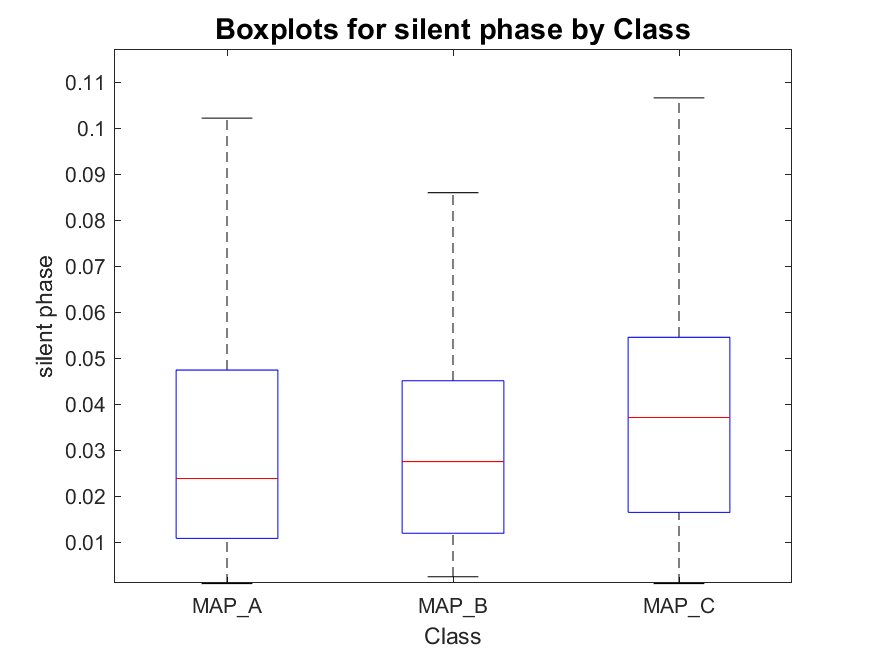 Boxplots for silent phase by Class
0.11
0.1
0.09
0.08
0.07
0.06
0.05
0.04
0.03
0.02
0.01
silent phase
MAP_A
MAP_B
MAP_C
Class